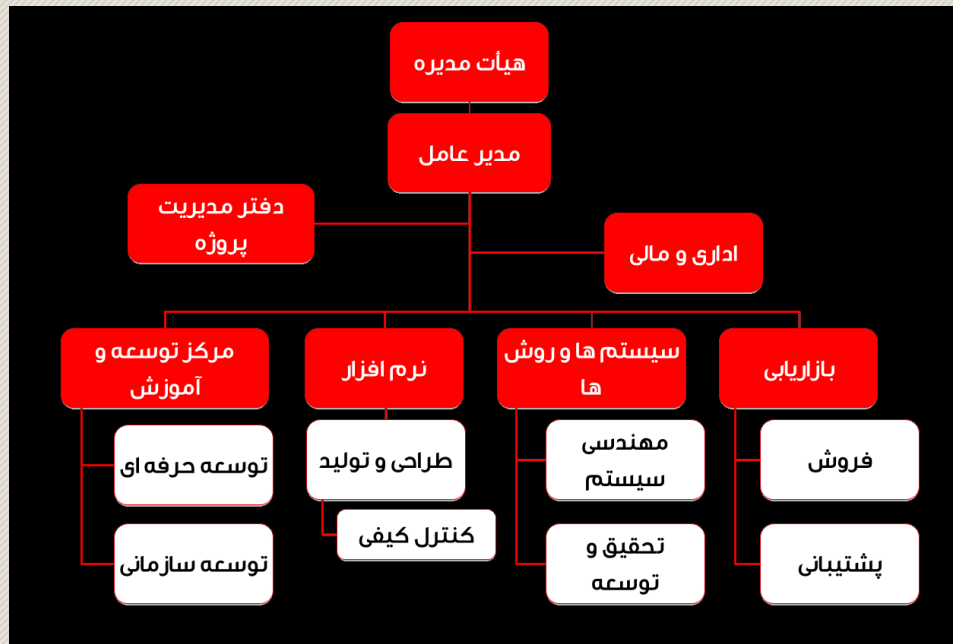 هیأت مدیره
مدیر عامل
دفتر مدیریت
پروژه
اداری و مالی
بازاریابی
سیستم ها و روش
ها
نرم افزار
مرکز توسعه و
آموزش
فروش
پشتیبانی
مهندسی
سیستم
تحقیق و
توسعه
طراحی و تولید
کنترل کیفی
توسعه حرفه ای
توسعه سازمانی